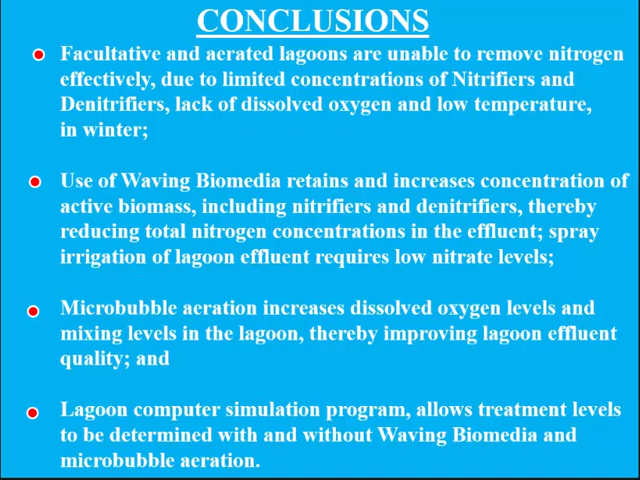 CONCLUSIONS
Facultative and aerated lagoons are unable to remove nitrogen
effectively, due to limited concentrations of Nitrifiers and
Denitrifiers, lack of dissolved oxygen and low temperature,
in winter;
Use of Waving Biomedia retains and increases concentration of
active biomass, including nitrifiers and denitrifiers, thereby
reducing total nitrogen concentrations in the effluent; spray
irrigation of lagoon effluent requires low nitrate levels;
Microbubble aeration increases dissolved oxygen levels and
mixing levels in the lagoon, thereby improving lagoon effluent
quality; and
Lagoon computer simulation program, allows treatment levels
to be determined with and without Waving Biomedia and
microbubble aeration.